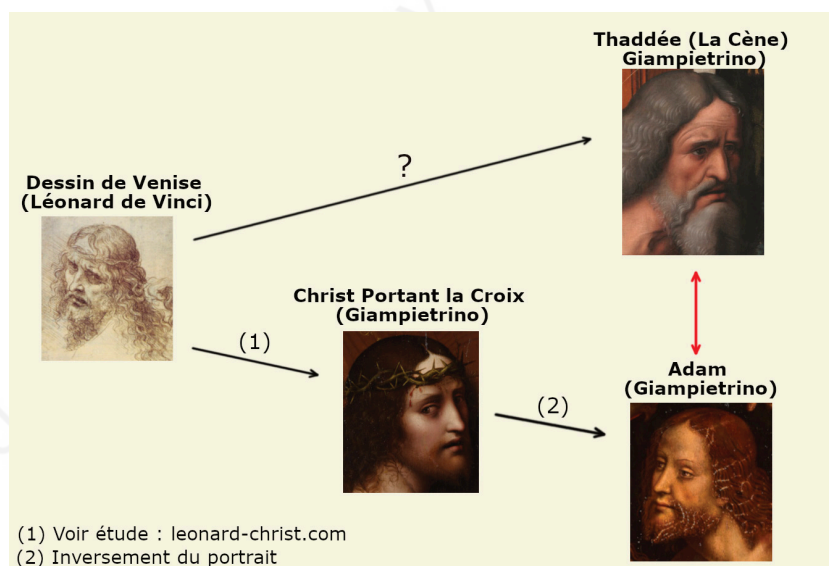 Thaddée (La Cène)
Giampietrino)
?
Dessin de Venise
(Léonard de Vinci)
Christ Portant la Croix
(Giampietrino)
(1)
Adam
(Giampietrino)
(2)
(1) Voir étude : leonard-christ.com
(2) Inversement du portrait